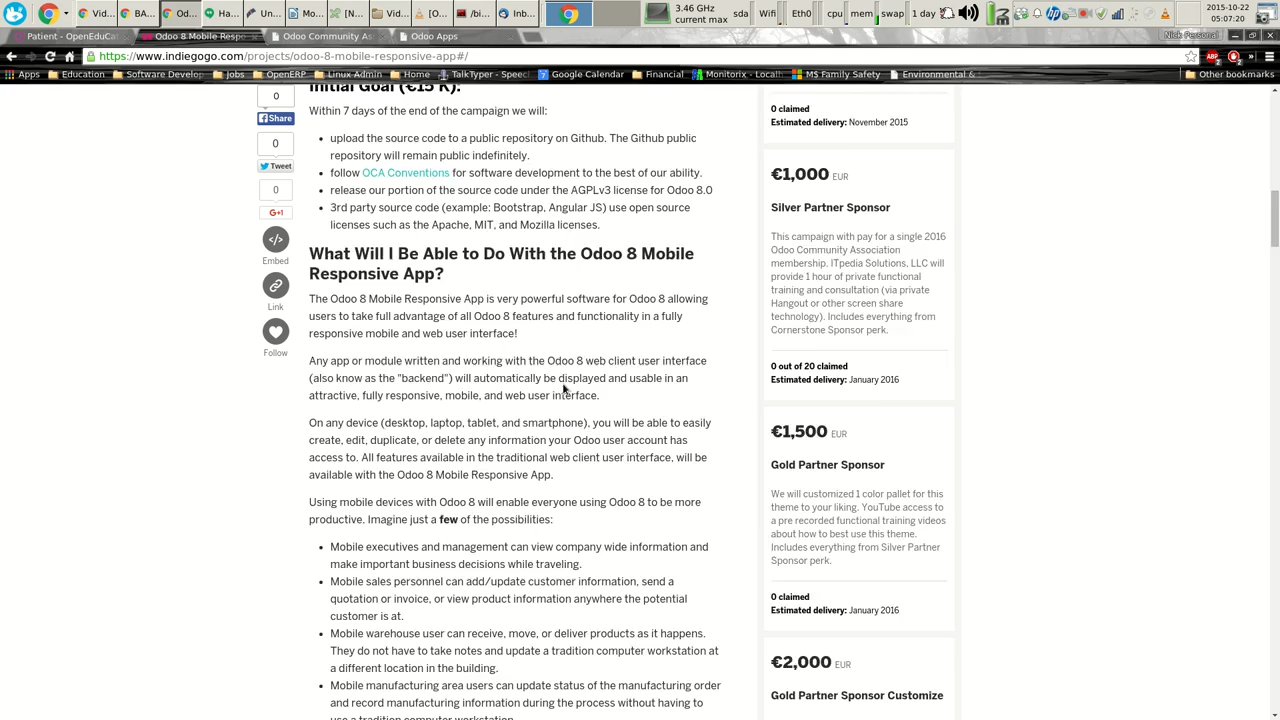 Vid..
BA..
Od..
Ha..
Un..
Mo..
[N..
Vid..
[O..
/bi..
Inb..
3.46 GHz
current max
sda
Wifi
Eth0
cpu
mem
swap
1 day
2015-10-22
05:07:20
Patient - OpenEduCat
Odoo 8 Mobile Respo
Odoo Community As
Odoo Apps
Nick Personal
https://www.indiegogo.com/projects/odoo-8-mobile-responsive-app#/
Apps
Education
Software Develop
Jobs
OpenERP
Linux Admin
Home
TalkTyper - Speec
Google Calendar
Financial
Monitorix - Localh
MS Family Safety
Environmental &
Other bookmarks
0
Share
0
Tweet
0
G+1
</>
Embed
Link
Follow
Initial Goal (€15 K):
Within 7 days of the end of the campaign we will:
upload the source code to a public repository on Github. The Github public
repository will remain public indefinitely.
follow OCA Conventions for software development to the best of our ability.
release our portion of the source code under the AGPLv3 license for Odoo 8.0
3rd party source code (example: Bootstrap, Angular JS) use open source
licenses such as the Apache, MIT, and Mozilla licenses.
What Will I Be Able to Do With the Odoo 8 Mobile
Responsive App?
The Odoo 8 Mobile Responsive App is very powerful software for Odoo 8 allowing
users to take full advantage of all Odoo 8 features and functionality in a fully
responsive mobile and web user interface!
Any app or module written and working with the Odoo 8 web client user interface
(also know as the "backend") will automatically be displayed and usable in an
attractive, fully responsive, mobile, and web user interface.
On any device (desktop, laptop, tablet, and smartphone), you will be able to easily
create, edit, duplicate, or delete any information your Odoo user account has
access to. All features available in the traditional web client user interface, will be
available with the Odoo 8 Mobile Responsive App.
Using mobile devices with Odoo 8 will enable everyone using Odoo 8 to be more
productive. Imagine just a few of the possibilities:
Mobile executives and management can view company wide information and
make important business decisions while traveling.
Mobile sales personnel can add/update customer information, send a
quotation or invoice, or view product information anywhere the potential
customer is at.
Mobile warehouse user can receive, move, or deliver products as it happens.
They do not have to take notes and update a tradition computer workstation at
a different location in the building.
Mobile manufacturing area users can update status of the manufacturing order
and record manufacturing information during the process without having to
use a tradition computer workstation.
0 claimed
Estimated delivery: November 2015
€1,000 EUR
Silver Partner Sponsor
This campaign with pay for a single 2016
Odoo Community Association
membership. ITpedia Solutions, LLC will
provide 1 hour of private functional
training and consultation (via private
Hangout or other screen share
technology). Includes everything from
Cornerstone Sponsor perk.
0 out of 20 claimed
Estimated delivery: January 2016
€1,500 EUR
Gold Partner Sponsor
We will customized 1 color pallet for this
theme to your liking. YouTube access to
a pre recorded functional training videos
about how to best use this theme.
Includes everything from Silver Partner
Sponsor perk.
0 claimed
Estimated delivery: January 2016
€2,000 EUR
Gold Partner Sponsor Customize